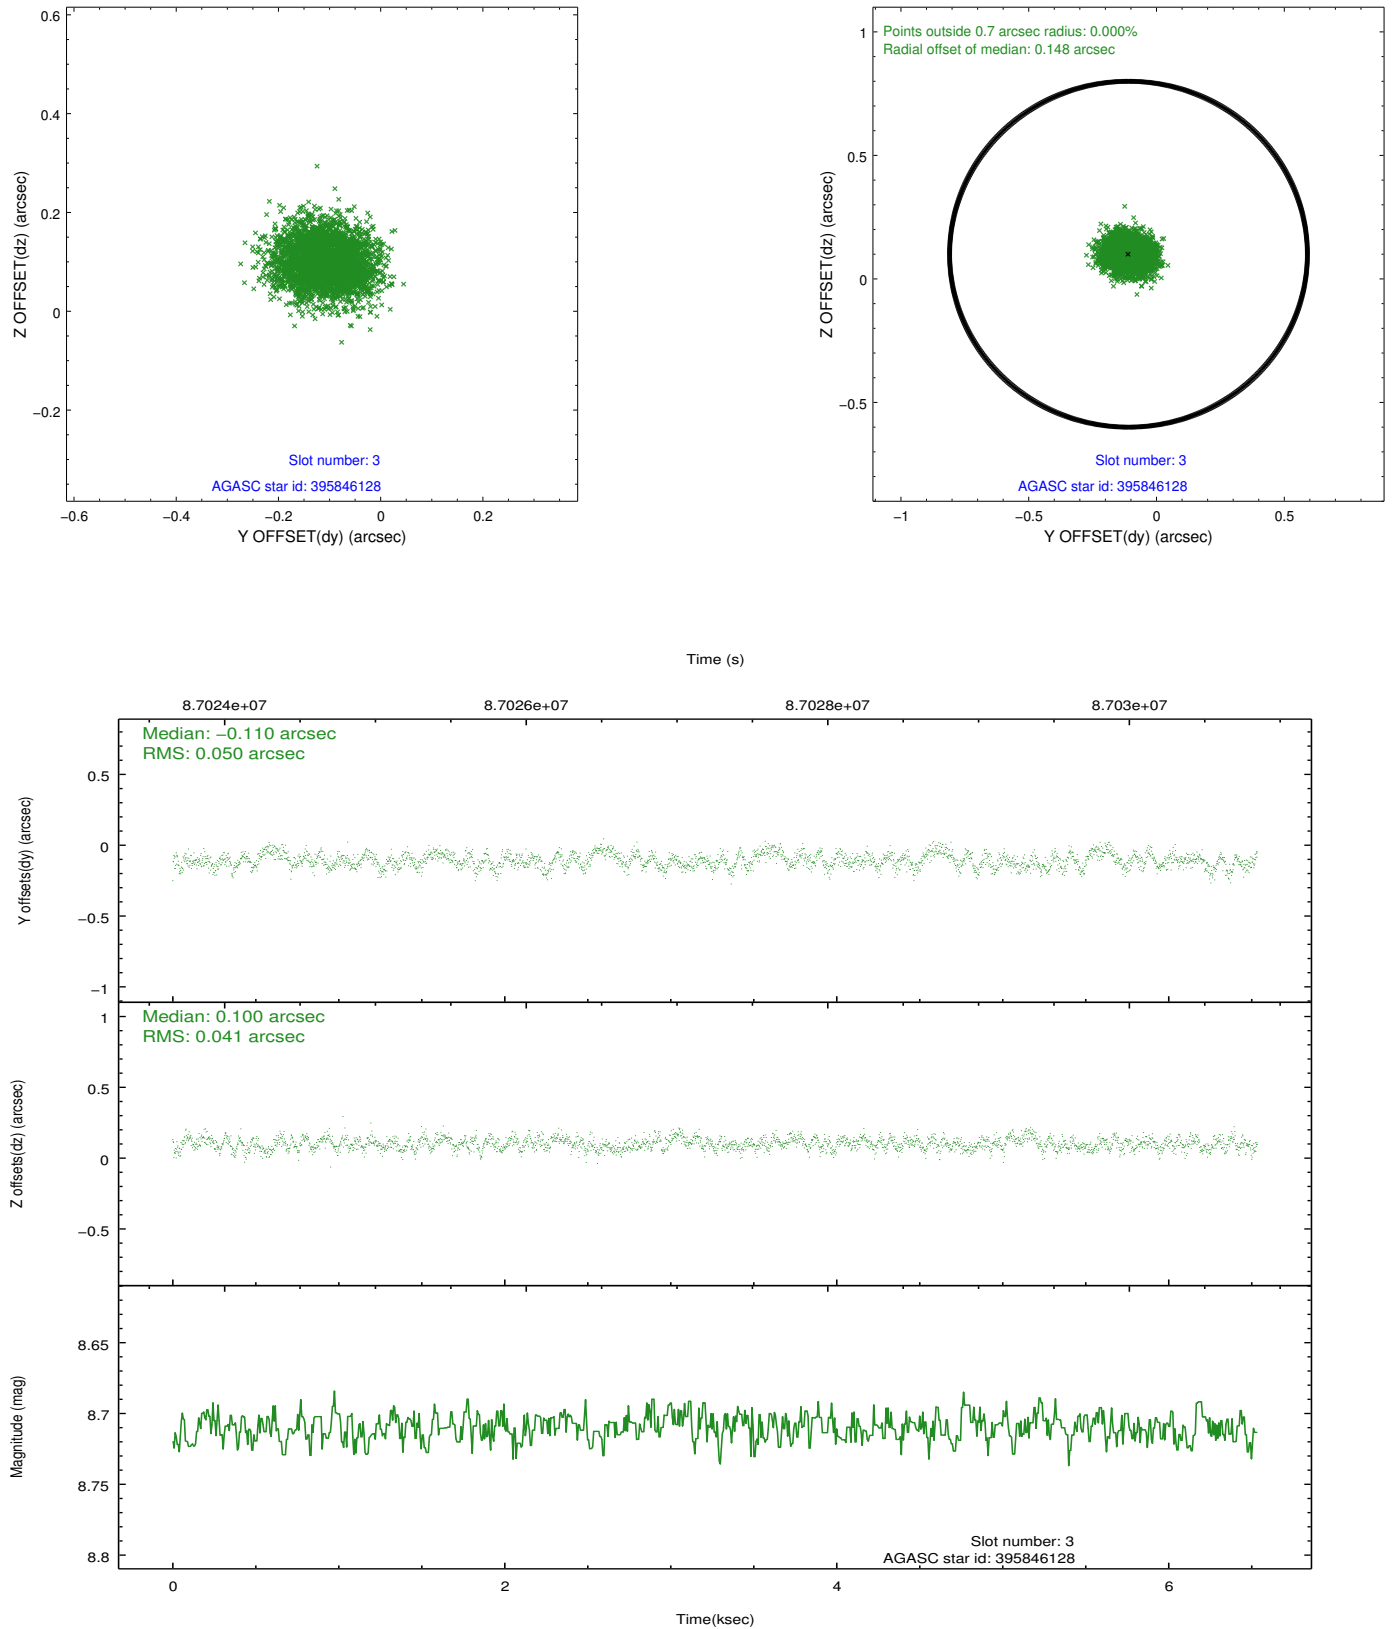 0.6
0.4
0.2
0
−0.2
Z OFFSET(dz) (arcsec)
Slot number: 3
AGASC star id: 395846128
−0.6 −0.4 −0.2 0 0.2
Y OFFSET(dy) (arcsec)
Points outside 0.7 arcsec radius: 0.000%
Radial offset of median: 0.148 arcsec
1
0.5
0
−0.5
Z OFFSET(dz) (arcsec)
Slot number: 3
AGASC star id: 395846128
−1 −0.5 0 0.5
Y OFFSET(dy) (arcsec)
Time (s)
8.7024e+07 8.7026e+07 8.7028e+07 8.703e+07
Median: −0.110 arcsec
RMS: 0.050 arcsec
0.5
0
−0.5
−1
Y offsets(dy) (arcsec)
Median: 0.100 arcsec
RMS: 0.041 arcsec
1
0.5
0
−0.5
Z offsets(dz) (arcsec)
8.65
8.7
8.75
8.8
Magnitude (mag)
Slot number: 3
AGASC star id: 395846128
0 2 4 6
Time(ksec)